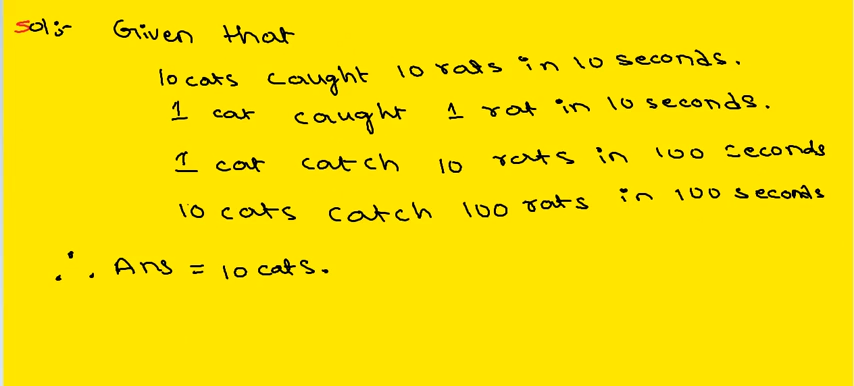 Sol:- Given that
10 cats caught 10 rats in 10 seconds.
1 cat caught 1 rat in 10 seconds.
1 cat catch 10 rats in 100 seconds
10 cats catch 100 rats in 100 seconds
∴ Ans = 10 cats.